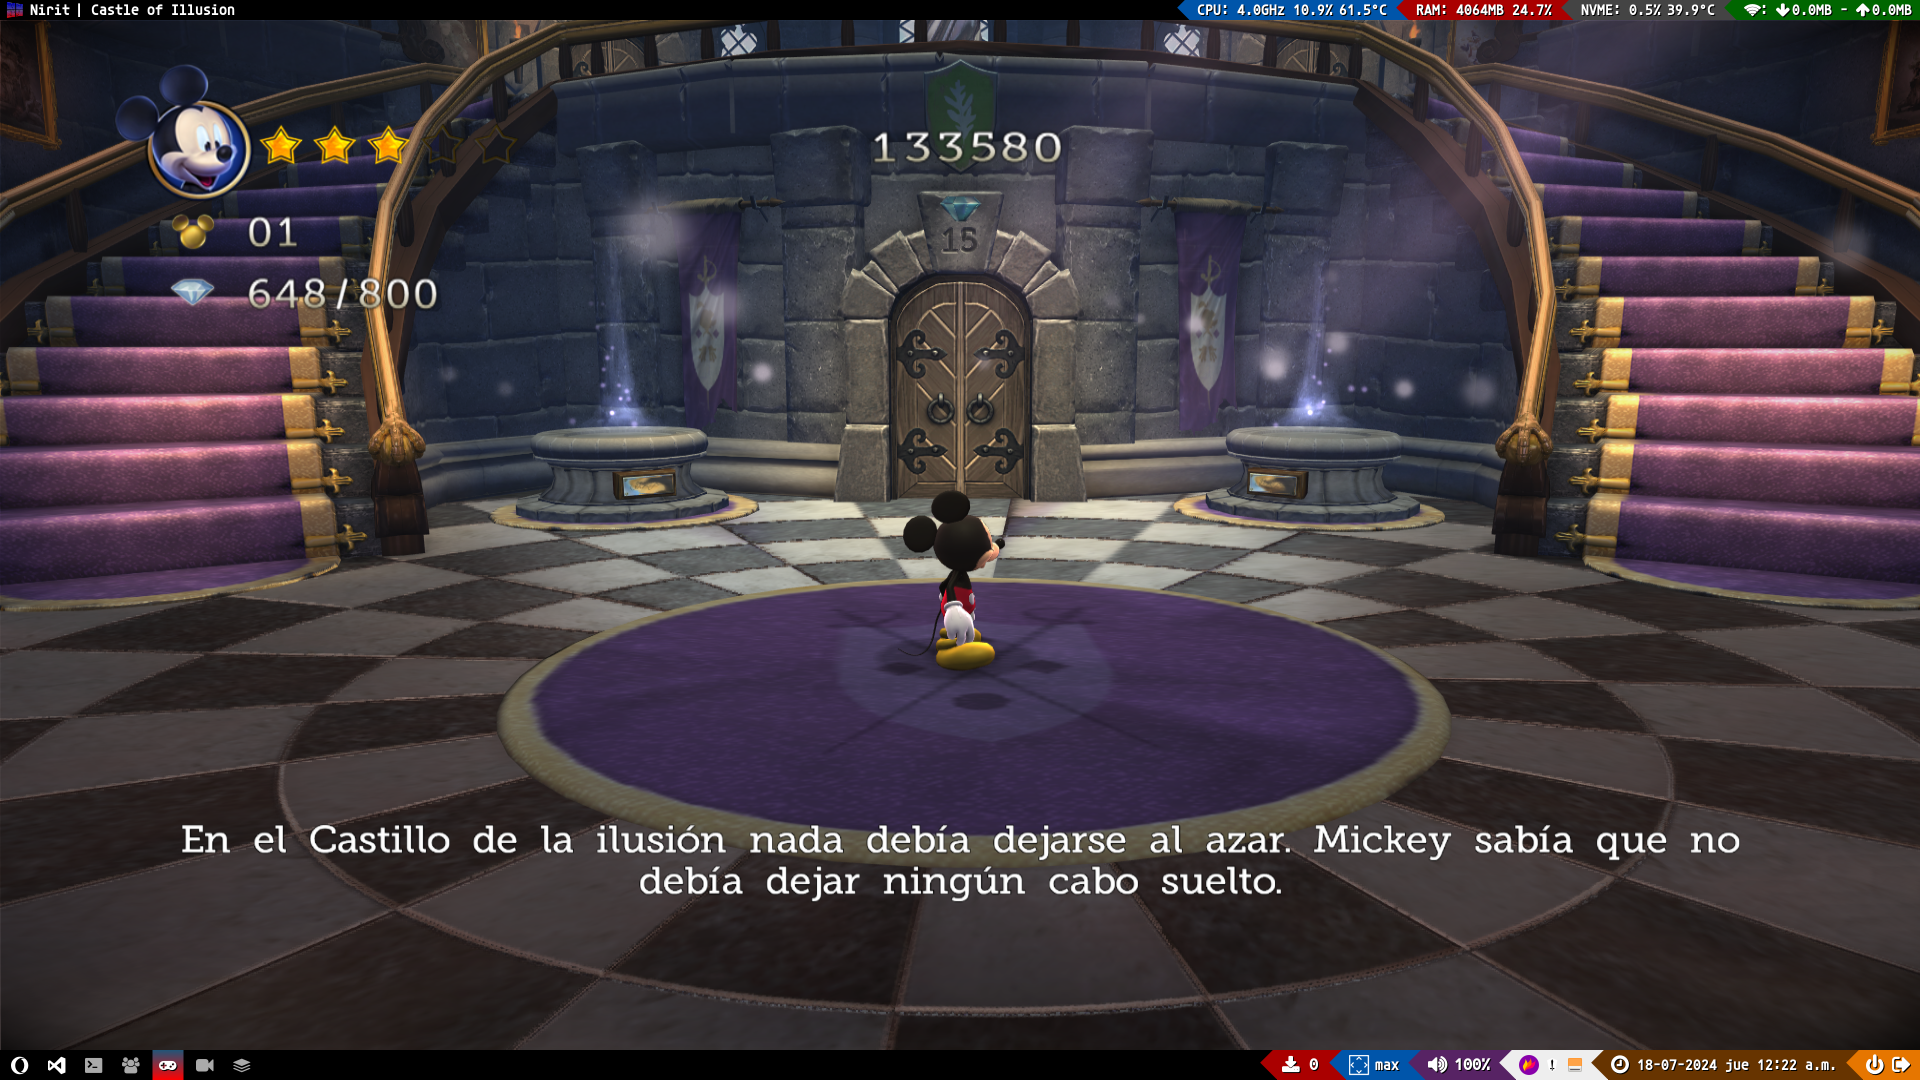 Nirit | Castle of Illusion
CPU: 4.0GHz 10.9% 61.5°C
RAM: 4064MB 24.7%
NVME: 0.5% 39.9°C
: 0.0MB - 0.0MB
133580
15
01
648/800
En el Castillo de la ilusión nada debía dejarse al azar. Mickey sabía que no
debía dejar ningún cabo suelto.
0
max
100%
!
18-07-2024 jue 12:22 a.m.